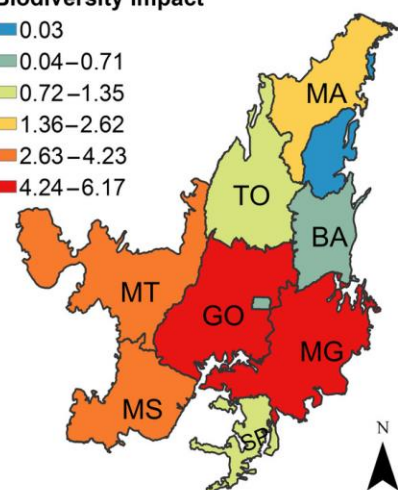 Biodiversity Impact
0.03
0.04–0.71
0.72–1.35
1.36–2.62
2.63–4.23
4.24–6.17
MA
TO
BA
MT
GO
MG
MS
SP
N